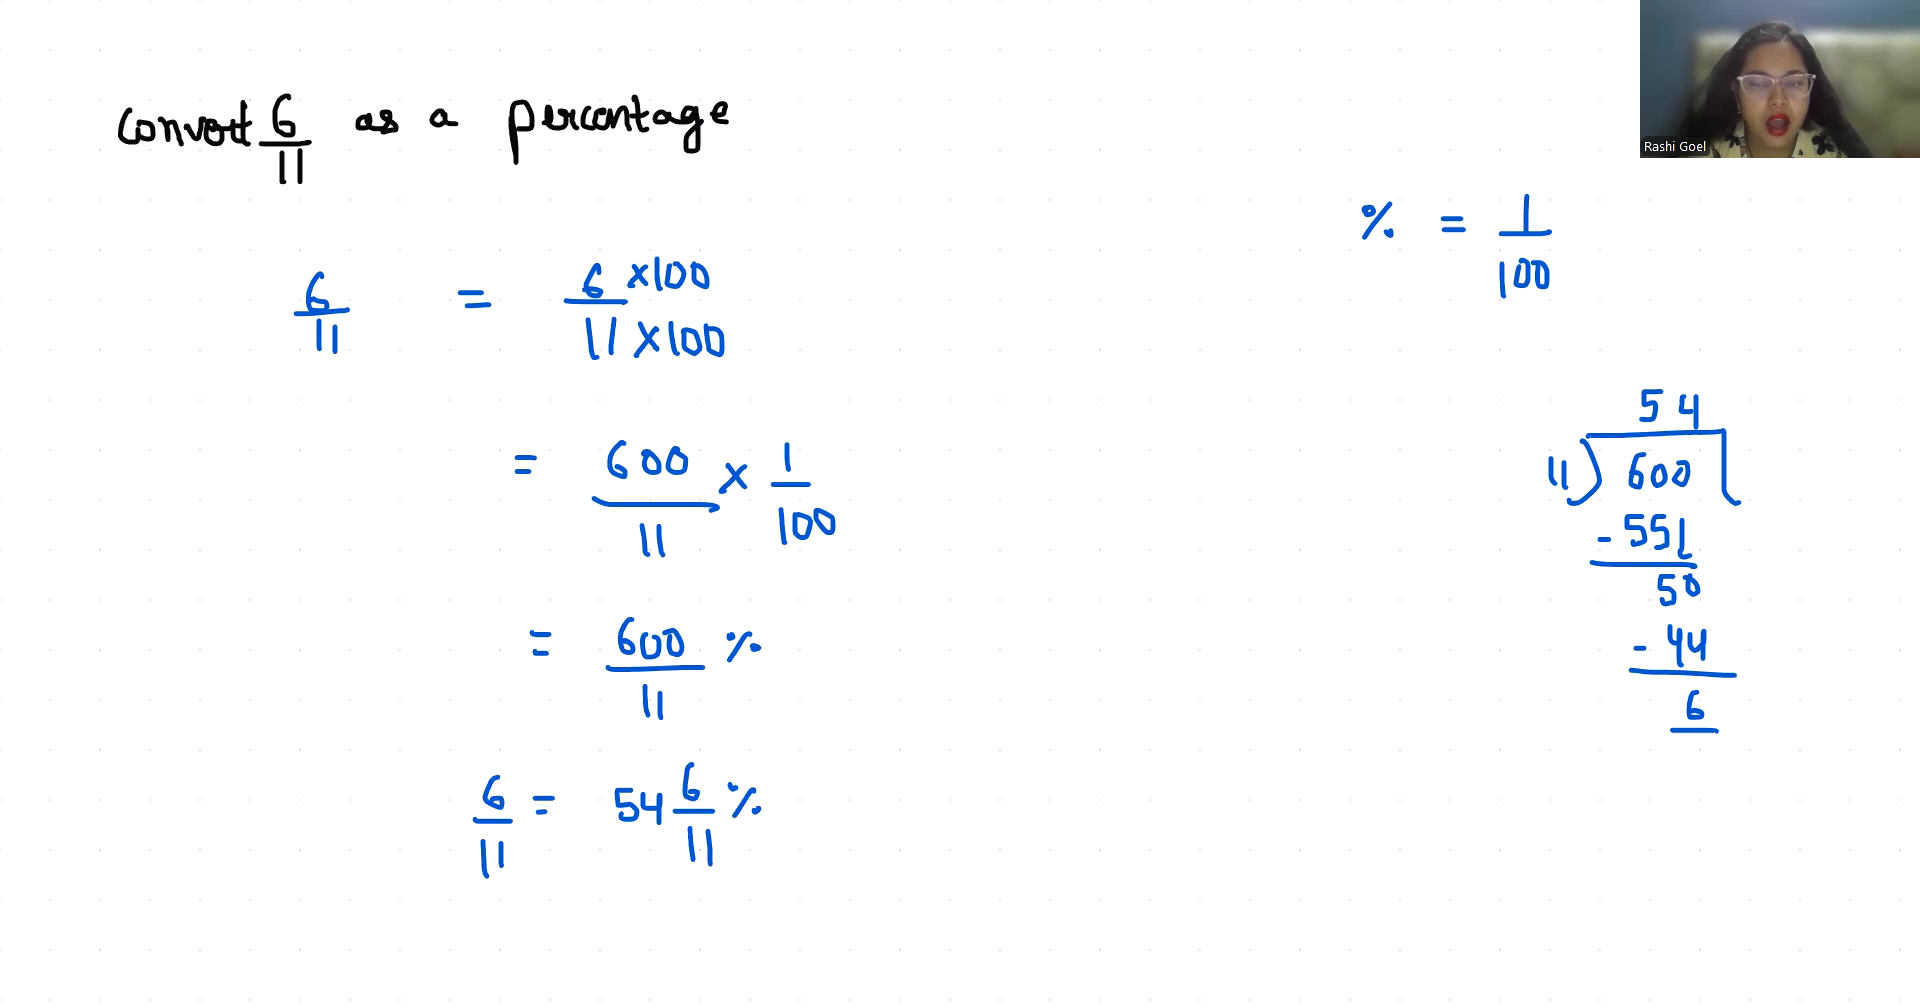 convert 6/11 as a percentage
Rashi Goel
% = 1/100
6/11 = 6 ×100 / 11 ×100
= 600/11 × 1/100
= 600/11 %
6/11 = 54 6/11 %
54
11) 600
- 55↓
50
- 44
6